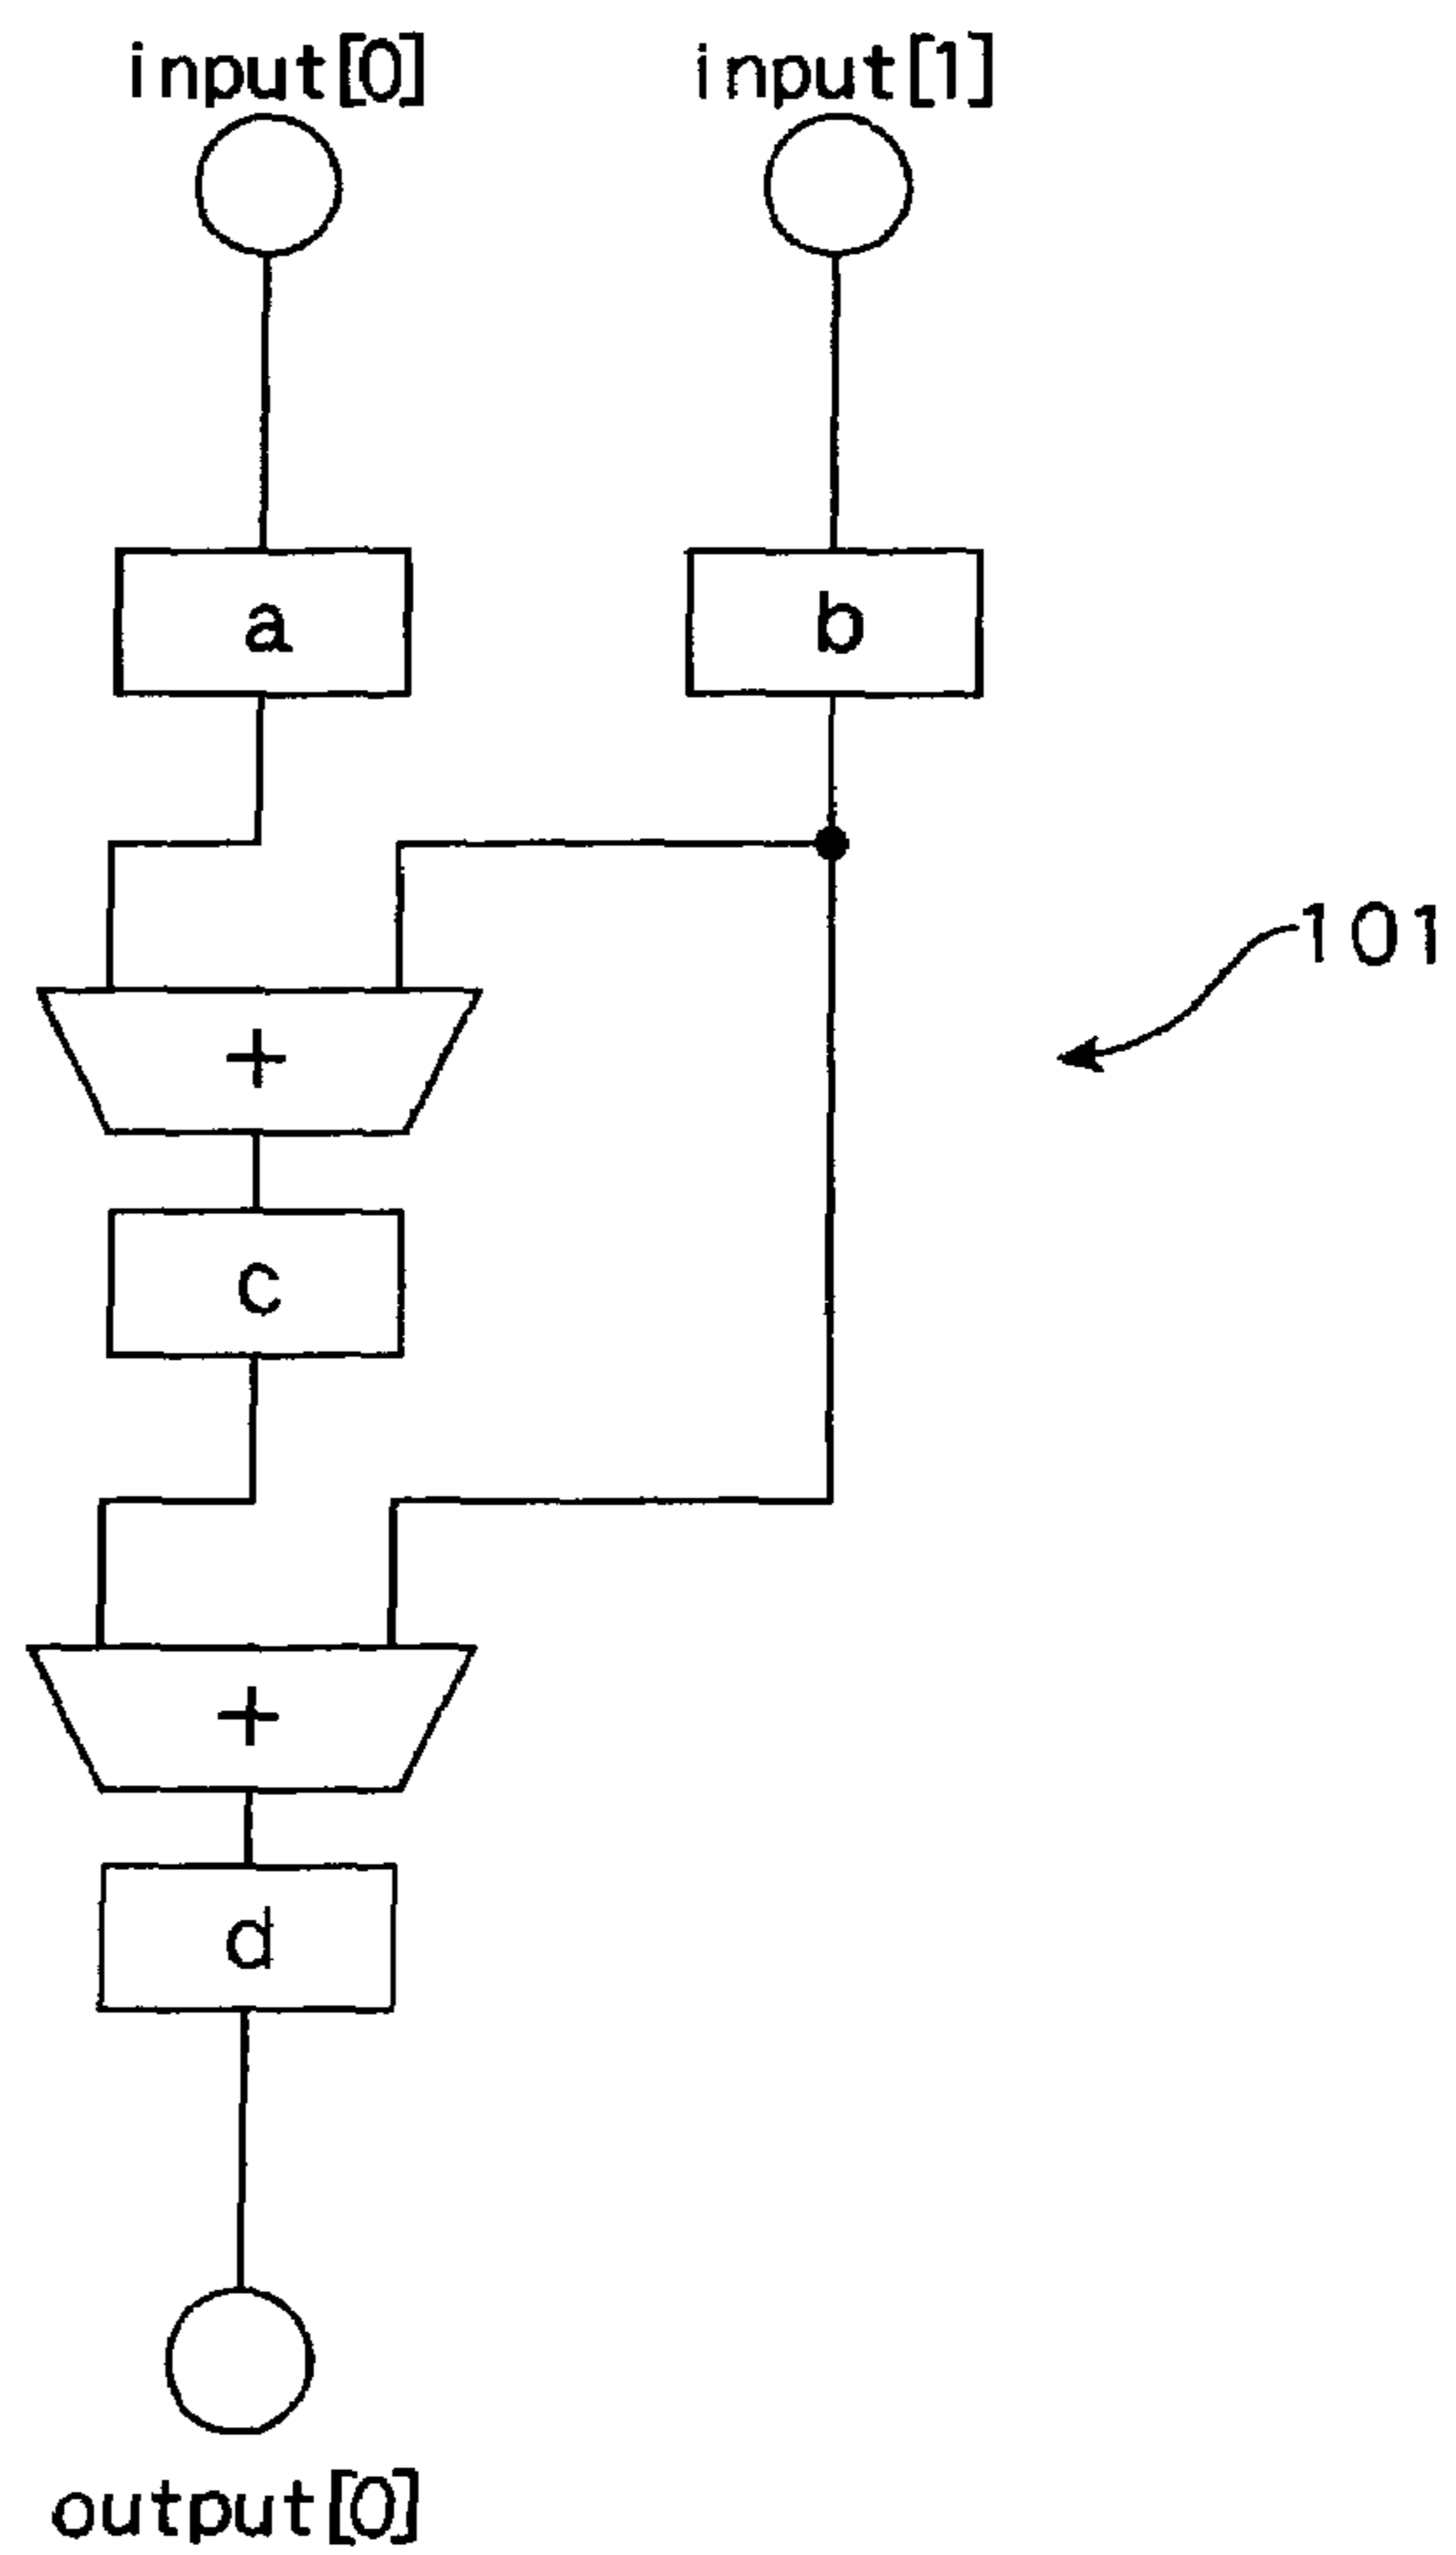 input[0] input[1]
a b
101
+
c
+
d
output[0]